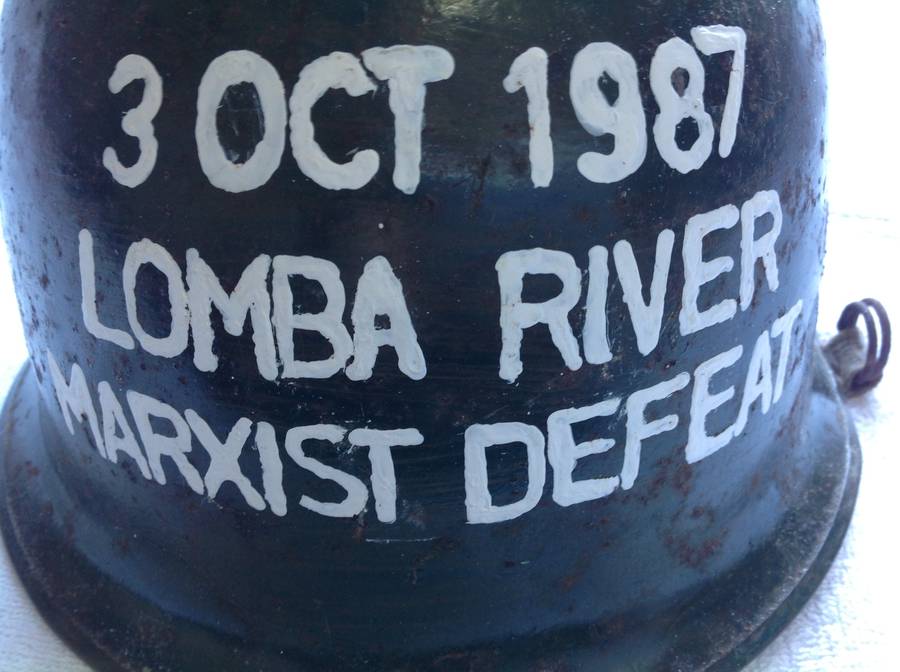 3 OCT 1987
LOMBA RIVER
MARXIST DEFEAT